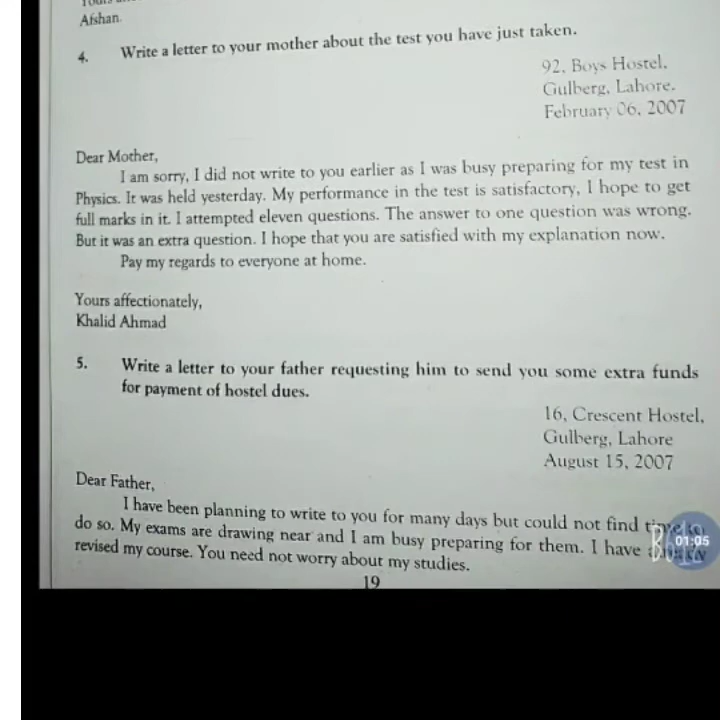 Afshan.
4. Write a letter to your mother about the test you have just taken.
92, Boys Hostel,
Gulberg, Lahore.
February 06, 2007
Dear Mother,
I am sorry, I did not write to you earlier as I was busy preparing for my test in
Physics. It was held yesterday. My performance in the test is satisfactory, I hope to get
full marks in it. I attempted eleven questions. The answer to one question was wrong.
But it was an extra question. I hope that you are satisfied with my explanation now.
Pay my regards to everyone at home.
Yours affectionately,
Khalid Ahmad
5. Write a letter to your father requesting him to send you some extra funds
for payment of hostel dues.
16, Crescent Hostel,
Gulberg, Lahore
August 15, 2007
Dear Father,
I have been planning to write to you for many days but could not find time to
do so. My exams are drawing near and I am busy preparing for them. I have
revised my course. You need not worry about my studies.
19
01:05